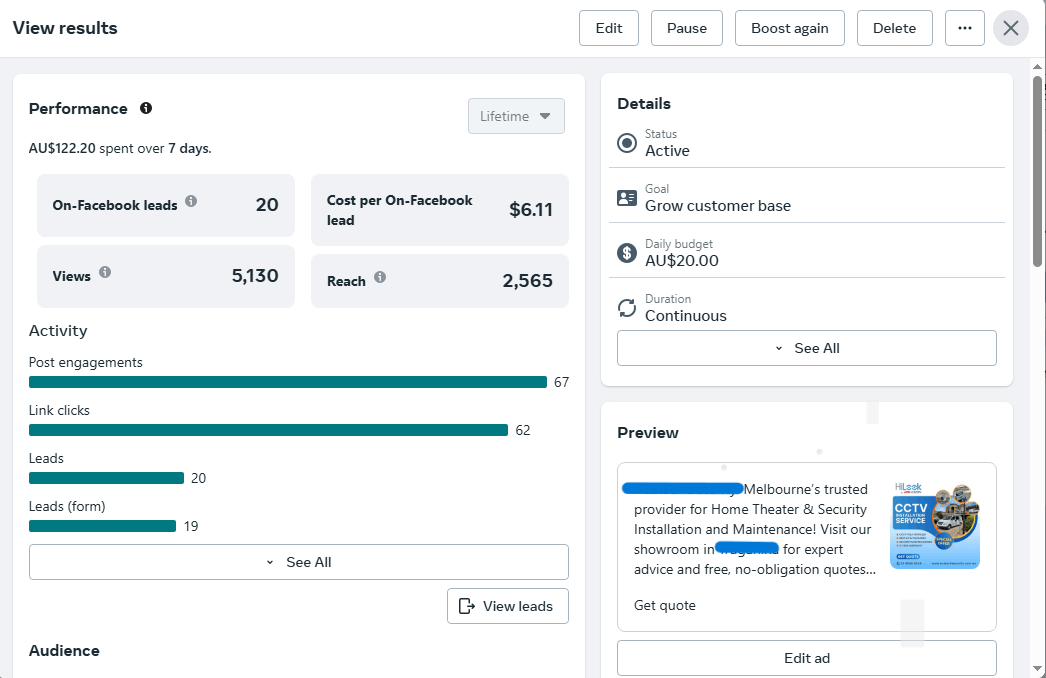 View results
Edit
Pause
Boost again
Delete
Performance
Lifetime
AU$122.20 spent over 7 days.
On-Facebook leads
20
Cost per On-Facebook
lead
$6.11
Views
5,130
Reach
2,565
Activity
Post engagements
67
Link clicks
62
Leads
20
Leads (form)
19
See All
View leads
Audience
Details
Status
Active
Goal
Grow customer base
Daily budget
AU$20.00
Duration
Continuous
See All
Preview
Melbourne’s trusted
provider for Home Theater & Security
Installation and Maintenance! Visit our
showroom in for expert
advice and free, no-obligation quotes...
HiLook
CCTV
INSTALLATION
SERVICE
SPECIAL
OFFER
GET QUOTE
Get quote
Edit ad